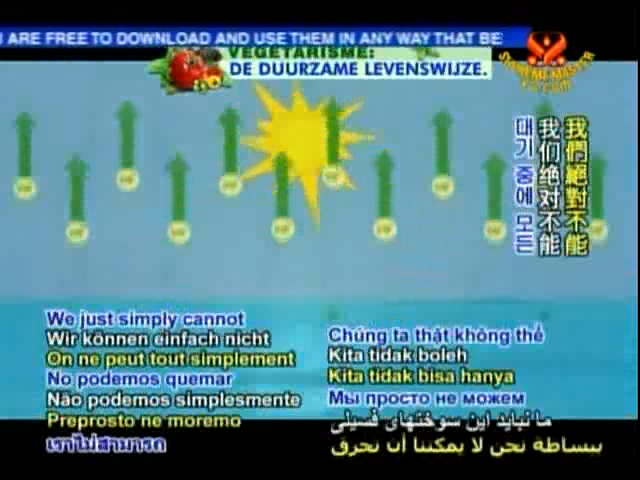 ARE FREE TO DOWNLOAD AND USE THEM IN ANY WAY THAT
VEGETARISME:
DE DUURZAME LEVENSWIJZE.
SUPREME MASTER
我們絕對不能
我们绝对不能
대기 중에 모든
We just simply cannot
Wir können einfach nicht
On ne peut tout simplement
No podemos quemar
Não podemos simplesmente
Preprosto ne moremo
เราไม่สามารถ
Chúng ta thật không thể
Kita tidak boleh
Kita tidak bisa hanya
Мы просто не можем
ما نباید این سوختهای فسیلی
ببساطة نحن لا يمكننا أن نحرق